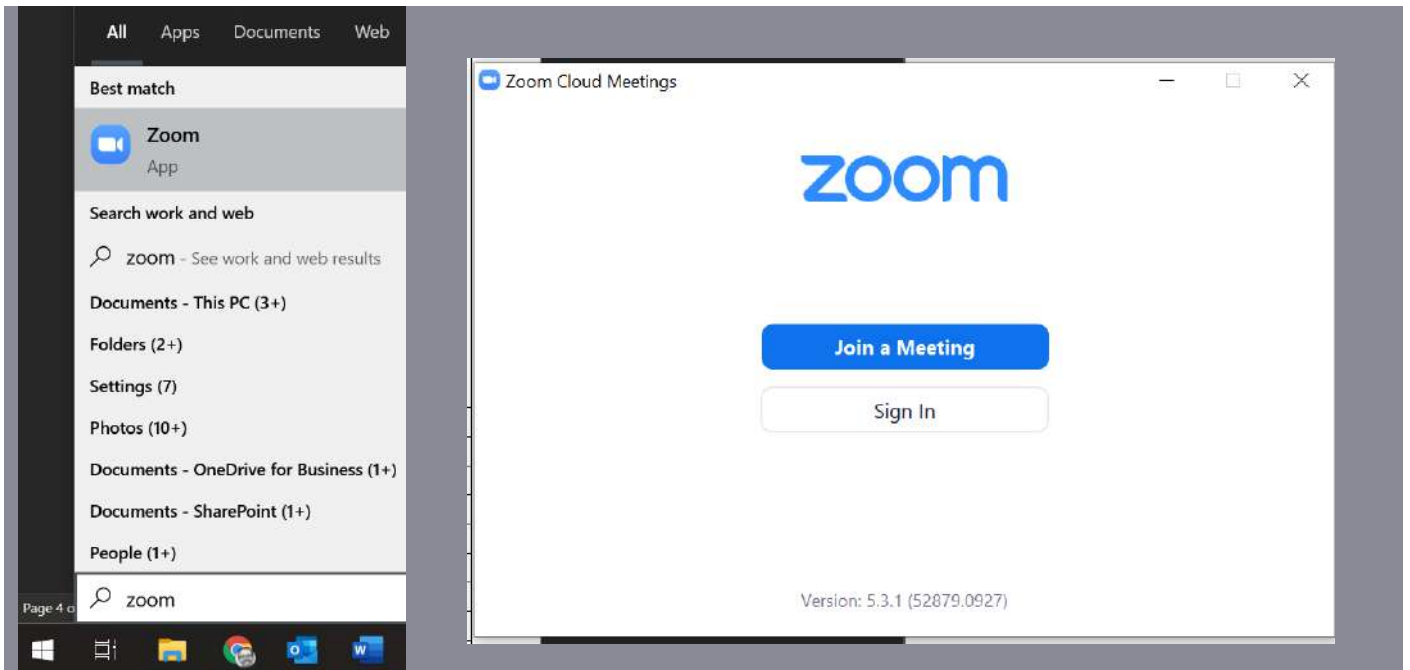 All Apps Documents Web
Best match
Zoom
App
Search work and web
zoom - See work and web results
Documents - This PC (3+)
Folders (2+)
Settings (7)
Photos (10+)
Documents - OneDrive for Business (1+)
Documents - SharePoint (1+)
People (1+)
zoom
Page 4 o
Zoom Cloud Meetings
zoom
Join a Meeting
Sign In
Version: 5.3.1 (52879.0927)